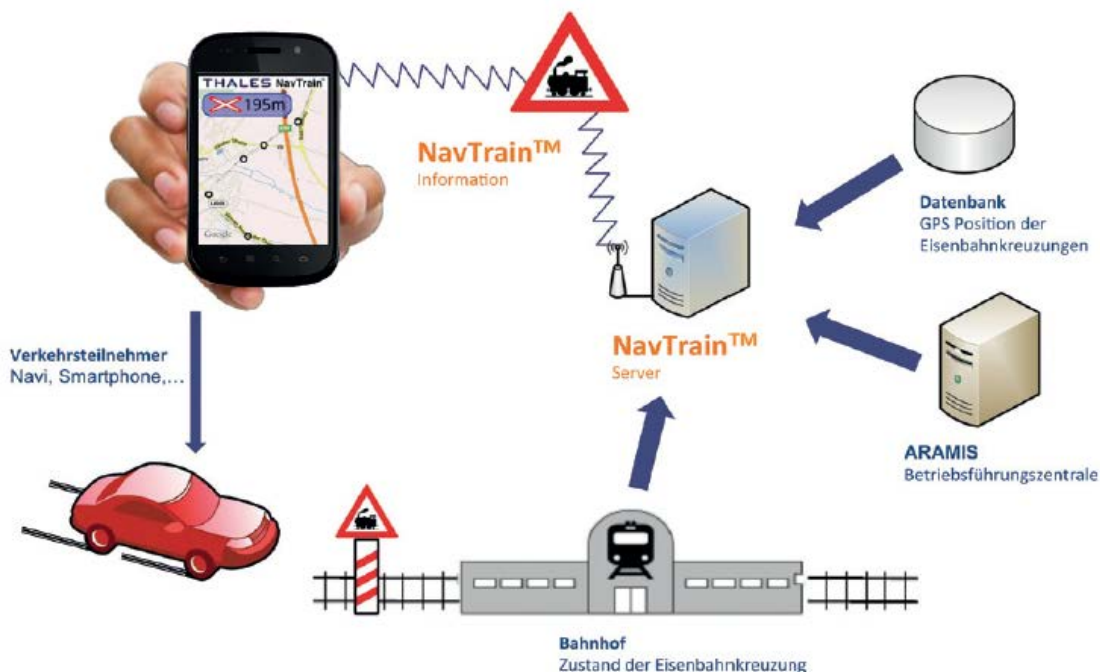 THALES NavTrain
195m
Google
NavTrain™
Information
Datenbank
GPS Position der
Eisenbahnkreuzungen
NavTrain™
Server
Verkehrsteilnehmer
Navi, Smartphone,...
ARAMIS
Betriebsführungszentrale
Bahnhof
Zustand der Eisenbahnkreuzung